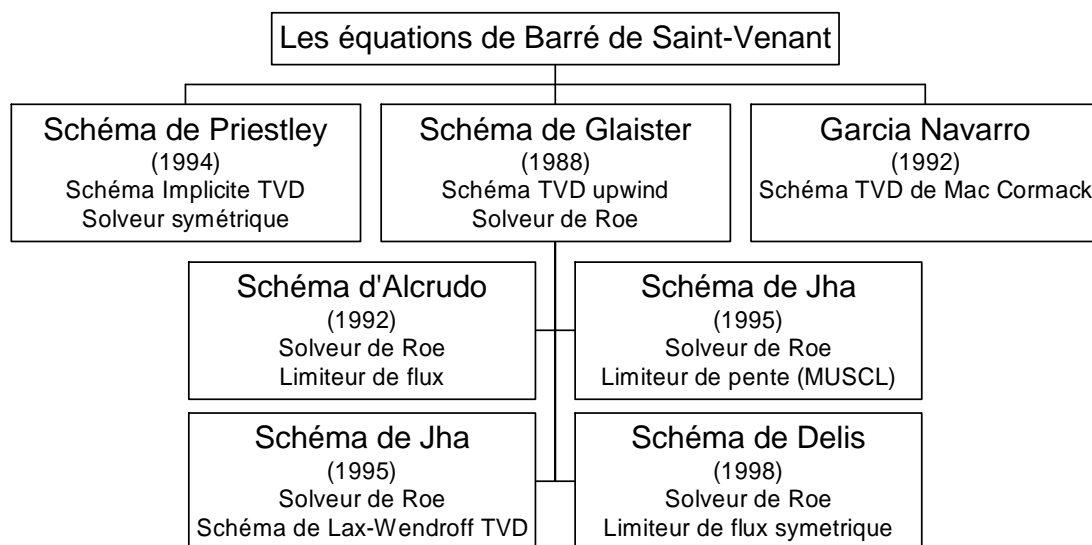 Les équations de Barré de Saint-Venant
Schéma de Priestley
(1994)
Schéma Implicite TVD
Solveur symétrique
Schéma de Glaister
(1988)
Schéma TVD upwind
Solveur de Roe
Garcia Navarro
(1992)
Schéma TVD de Mac Cormack
Schéma d'Alcrudo
(1992)
Solveur de Roe
Limiteur de flux
Schéma de Jha
(1995)
Solveur de Roe
Limiteur de pente (MUSCL)
Schéma de Jha
(1995)
Solveur de Roe
Schéma de Lax-Wendroff TVD
Schéma de Delis
(1998)
Solveur de Roe
Limiteur de flux symetrique